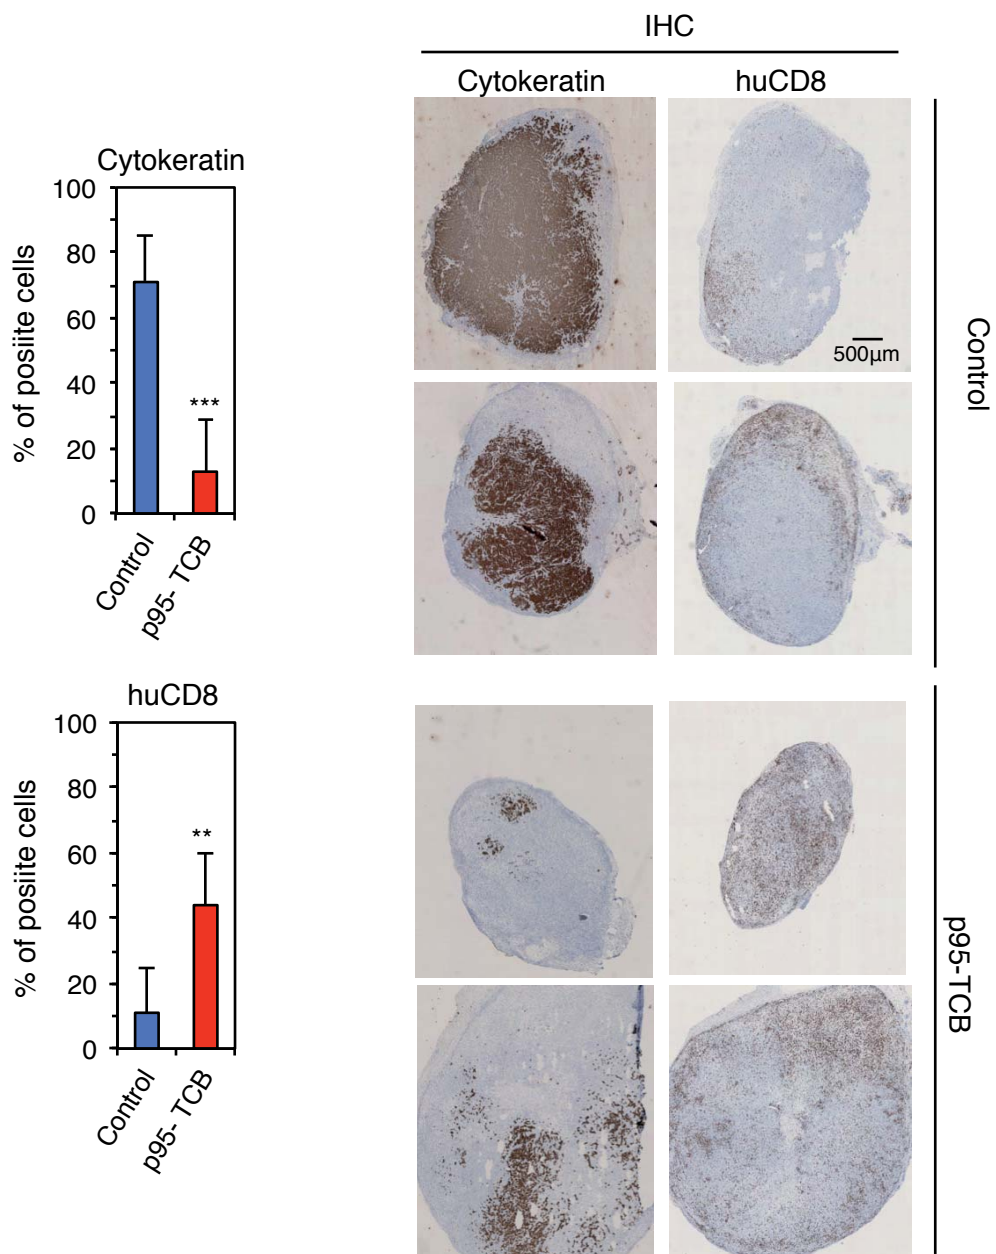 IHC
Cytokeratin
huCD8
Cytokeratin
100
80
60
40
20
0
% of posiite cells
***
Control
p95- TCB
500µm
Control
huCD8
100
80
60
40
20
0
% of posiite cells
**
Control
p95- TCB
p95-TCB